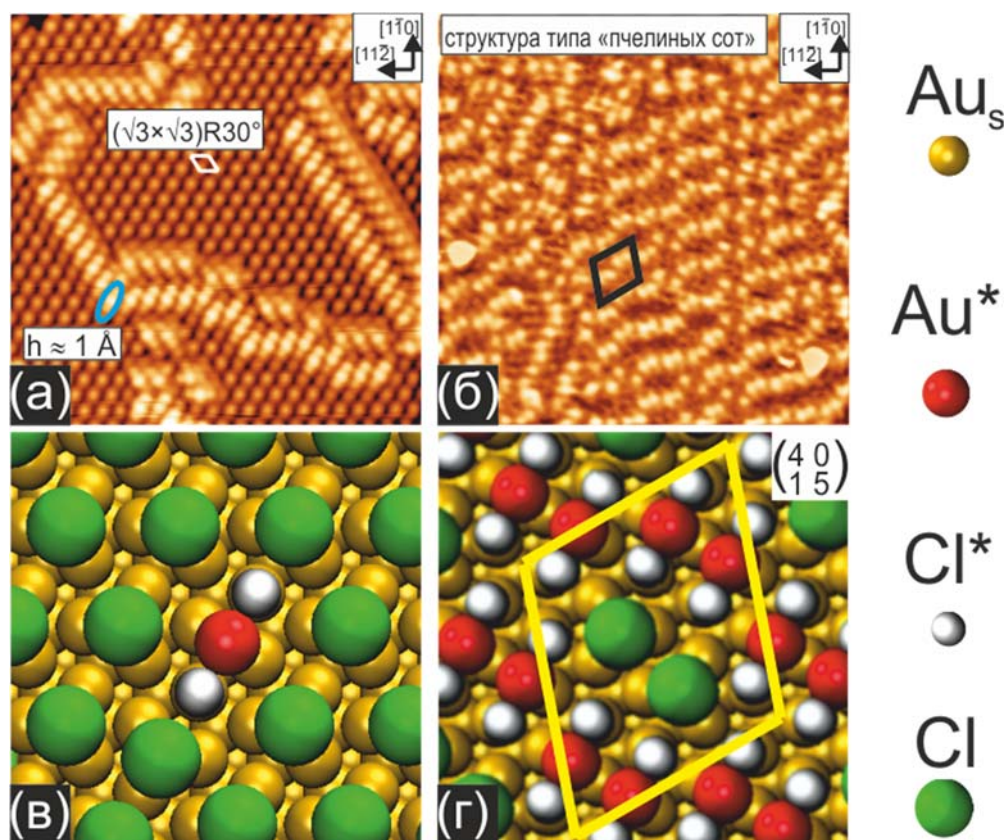 [11̄0]
[112̄]
(√3×√3)R30°
h ≈ 1 Å
(а)
структура типа «пчелиных сот»
[11̄0]
[112̄]
(б)
(в)
(4 0
1 5)
(г)
Au_s
Au*
Cl*
Cl